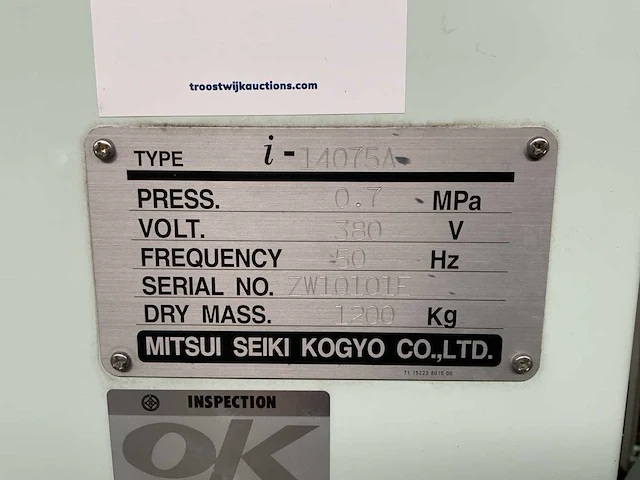 troostwijkauctions.com
TYPE i-14075A
PRESS. 0.7 MPa
VOLT. 380 V
FREQUENCY 50 Hz
SERIAL NO. ZW10101E
DRY MASS. 1200 Kg
MITSUI SEIKI KOGYO CO.,LTD.
INSPECTION
OK